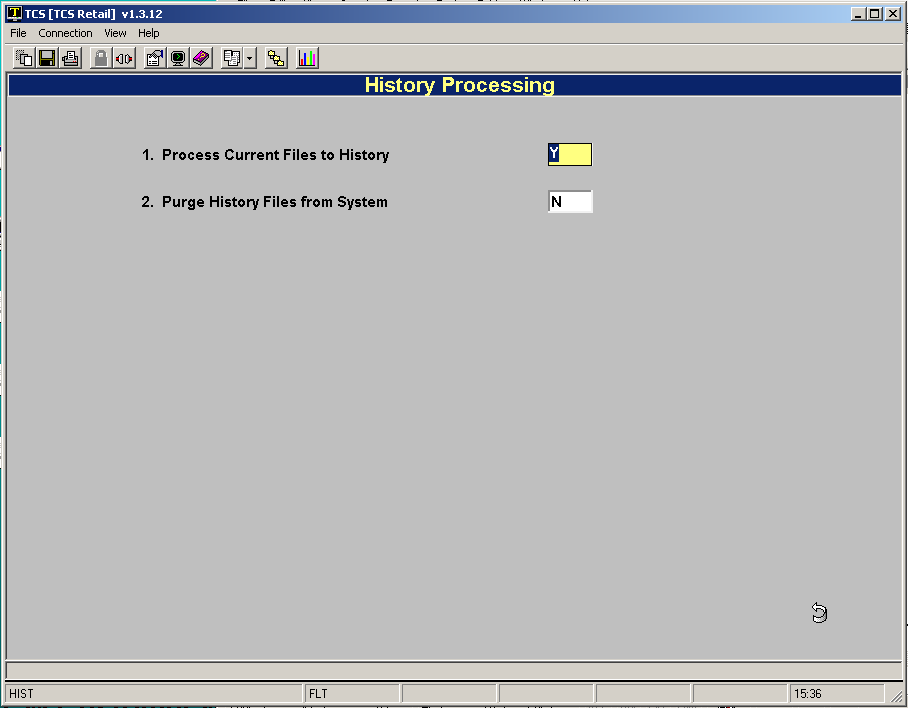 TCS [TCS Retail] v1.3.12
File Connection View Help
History Processing
1. Process Current Files to History Y
2. Purge History Files from System N
HIST FLT 15:36